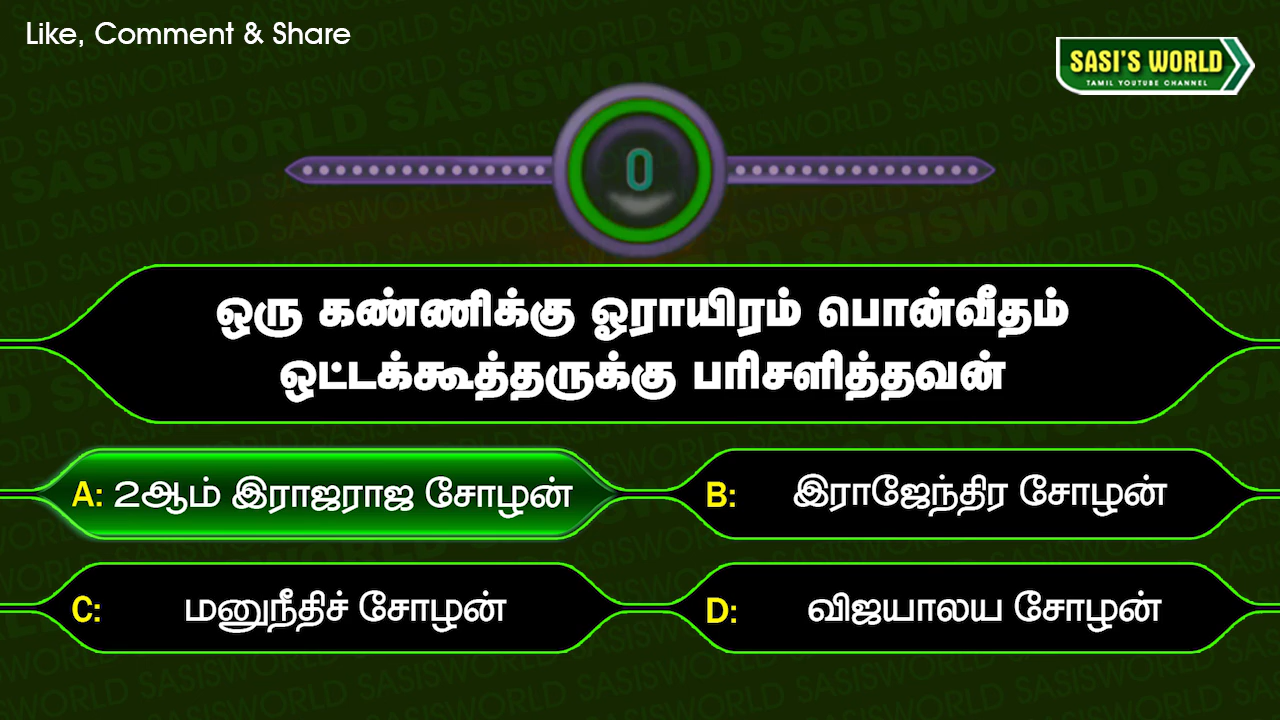 Like, Comment & Share
SASI'S WORLD
TAMIL YOUTUBE CHANNEL
0
ஒரு கண்ணிக்கு ஓராயிரம் பொன்வீதம்
ஒட்டக்கூத்தருக்கு பரிசளித்தவன்
A: 2ஆம் இராஜராஜ சோழன்
B: இராஜேந்திர சோழன்
C: மனுநீதிச் சோழன்
D: விஜயாலய சோழன்